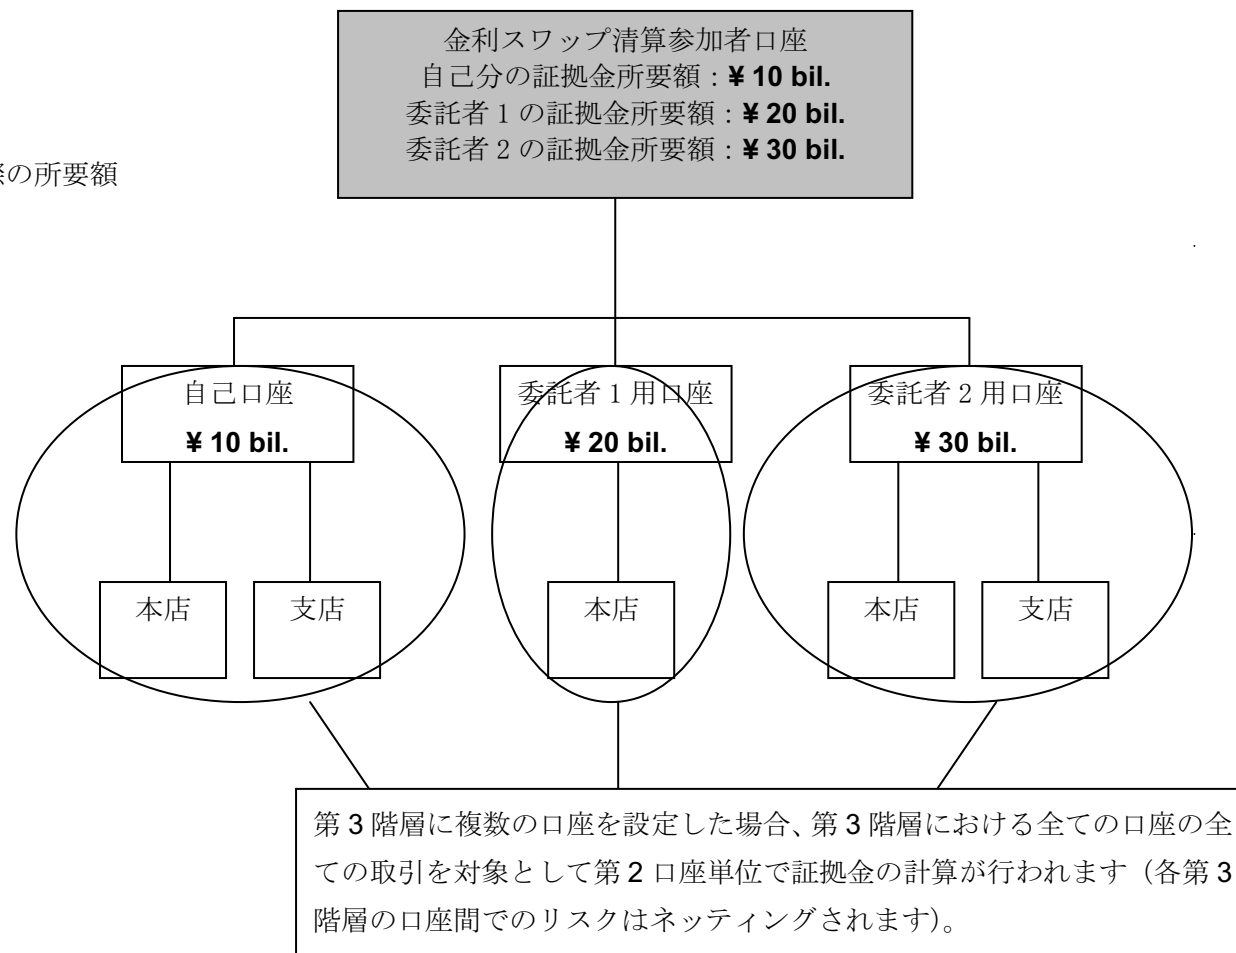 金利スワップ清算参加者口座
自己分の証拠金所要額：¥ 10 bil.
委託者 1 の証拠金所要額：¥ 20 bil.
委託者 2 の証拠金所要額：¥ 30 bil.
の所要額
自己口座
¥ 10 bil.
委託者 1 用口座
¥ 20 bil.
委託者 2 用口座
¥ 30 bil.
本店
支店
本店
本店
支店
第 3 階層に複数の口座を設定した場合、第 3 階層における全ての口座の全
ての取引を対象として第 2 口座単位で証拠金の計算が行われます（各第 3
階層の口座間でのリスクはネッティングされます）。